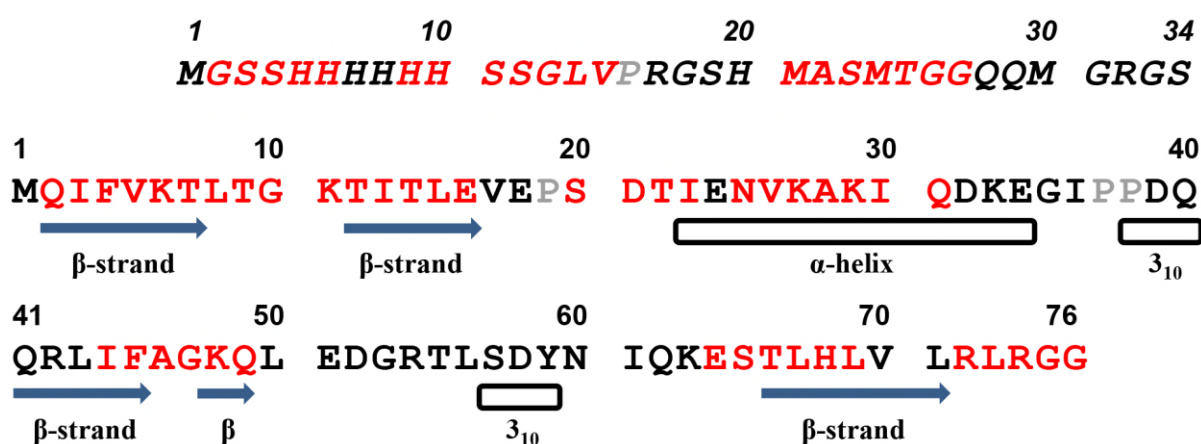 1 10 20 30 34
MGSSHHHHHH SSGLVPRGSH MASMTGGQQM GRGS
1 10 20 30 40
MQIFVKTLTG KTITLEVEPS DTIENVKAKI QDKEGIPPDQ
β-strand β-strand α-helix 3₁₀
41 50 60 70 76
QRLIFAGKQL EDGRTLSDYN IQKESTLHLV LRLRGG
β-strand β 3₁₀ β-strand